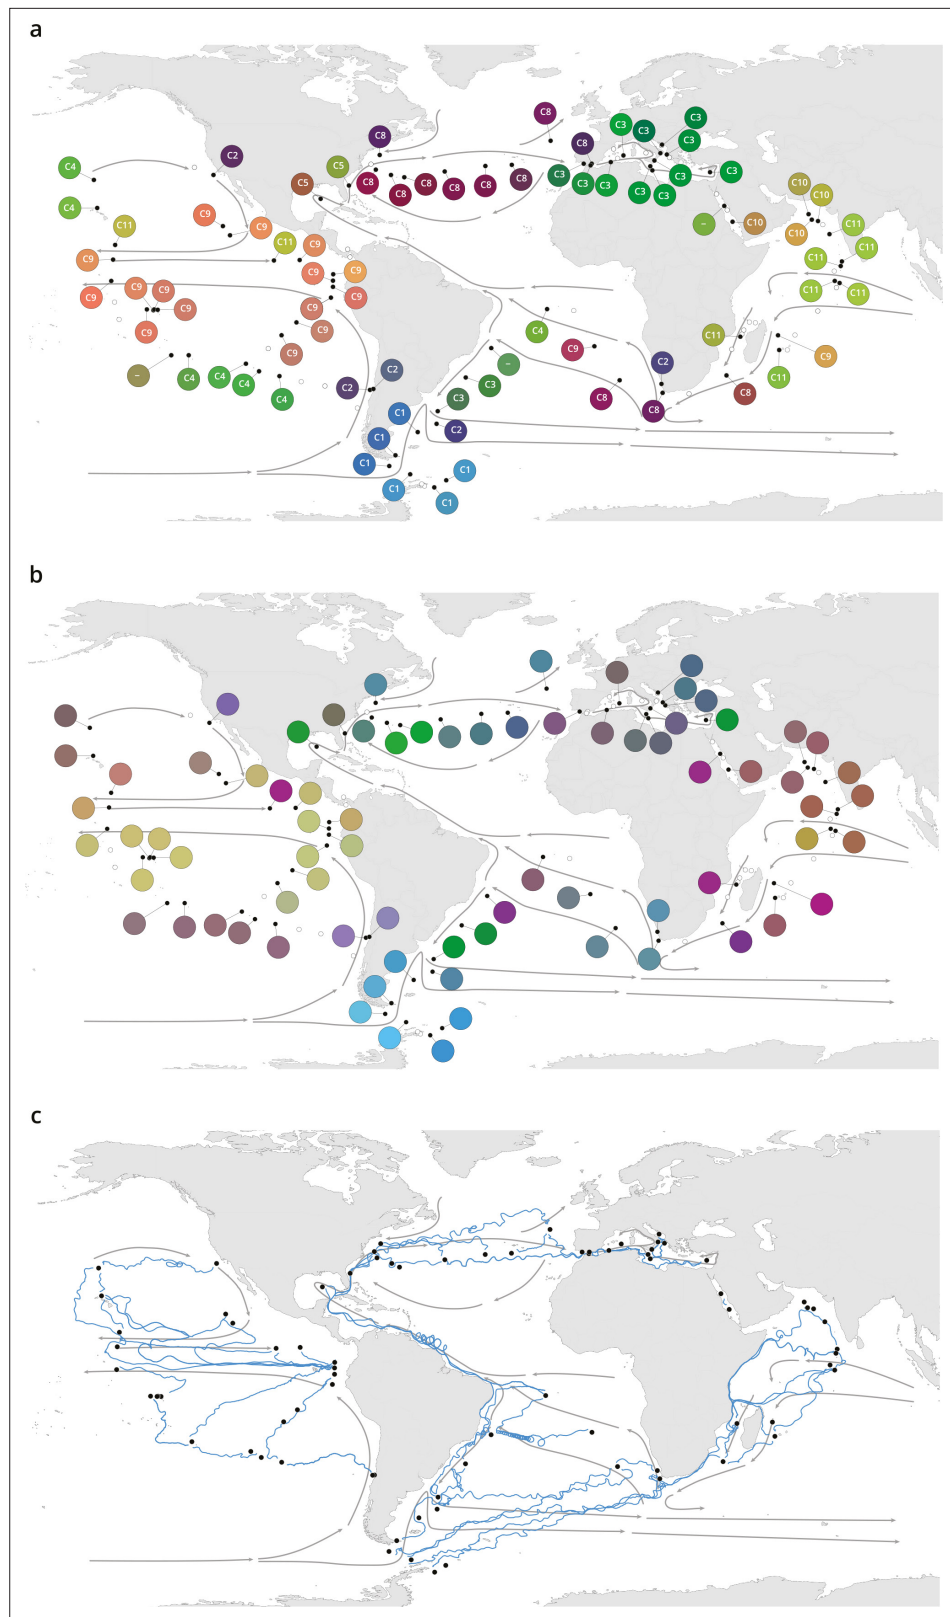 a
C8
C3 C3 C3
C8 C8 C3
C4 C2 C5 C3
C5 C8 C8 C8 C8 C8 C8 C3 C3 C3 C3 C3 C3 C3
C4 C10 C10
C11 C9 C9 C11 C9 – C10 C10 C11
C11
C9 C9 C9 C11
C9 C9 C9 C9 C11 C11
C9 C9 C9
C9 C4 C11
C9 C9 C9
– C4 C4 C4 C2 C2 – C2 C11
C4 C3 C8 C8
C1 C3 C8
C1 C2
C1 C1
C1 C1
b
c